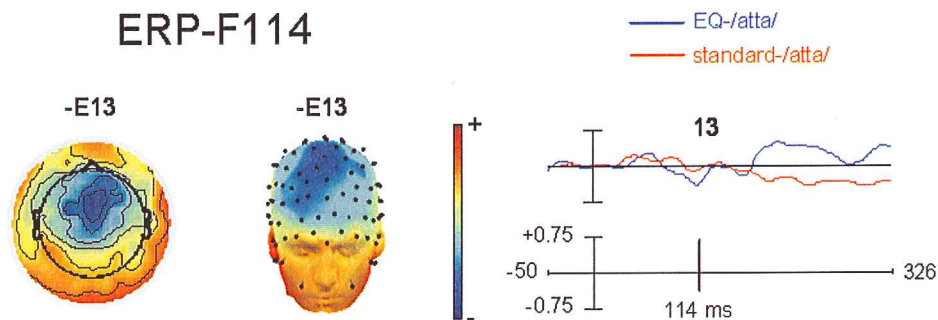 ERP-F114
EQ-/atta/
standard-/atta/
-E13
-E13
+
-
13
+0.75
-50
326
-0.75
114 ms